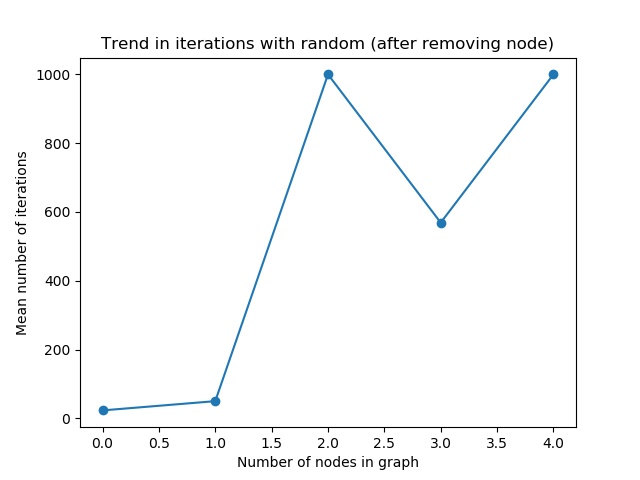 Trend in iterations with random (after removing node)
Mean number of iterations
1000
800
600
400
200
0
0.0 0.5 1.0 1.5 2.0 2.5 3.0 3.5 4.0
Number of nodes in graph